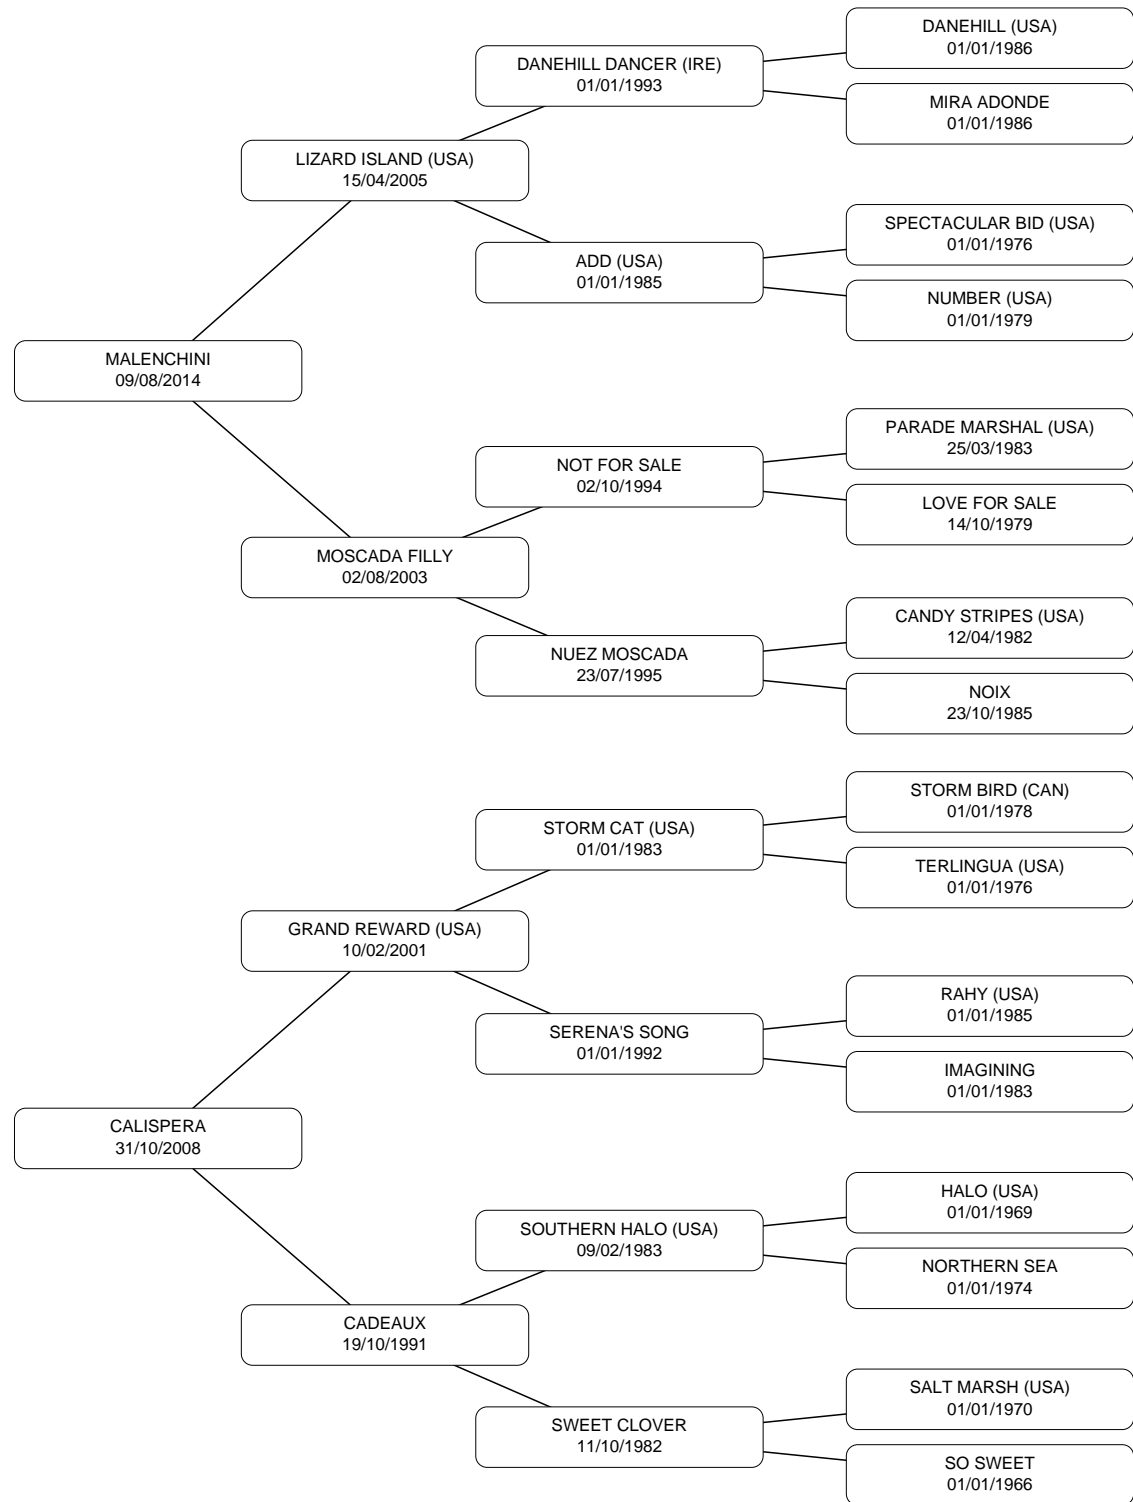 DANEHILL (USA)
01/01/1986
DANEHILL DANCER (IRE)
01/01/1993
MIRA ADONDE
01/01/1986
LIZARD ISLAND (USA)
15/04/2005
SPECTACULAR BID (USA)
01/01/1976
ADD (USA)
01/01/1985
NUMBER (USA)
01/01/1979
MALENCHINI
09/08/2014
PARADE MARSHAL (USA)
25/03/1983
NOT FOR SALE
02/10/1994
LOVE FOR SALE
14/10/1979
MOSCADA FILLY
02/08/2003
CANDY STRIPES (USA)
12/04/1982
NUEZ MOSCADA
23/07/1995
NOIX
23/10/1985
STORM BIRD (CAN)
01/01/1978
STORM CAT (USA)
01/01/1983
TERLINGUA (USA)
01/01/1976
GRAND REWARD (USA)
10/02/2001
RAHY (USA)
01/01/1985
SERENA'S SONG
01/01/1992
IMAGINING
01/01/1983
CALISPERA
31/10/2008
HALO (USA)
01/01/1969
SOUTHERN HALO (USA)
09/02/1983
NORTHERN SEA
01/01/1974
CADEAUX
19/10/1991
SALT MARSH (USA)
01/01/1970
SWEET CLOVER
11/10/1982
SO SWEET
01/01/1966